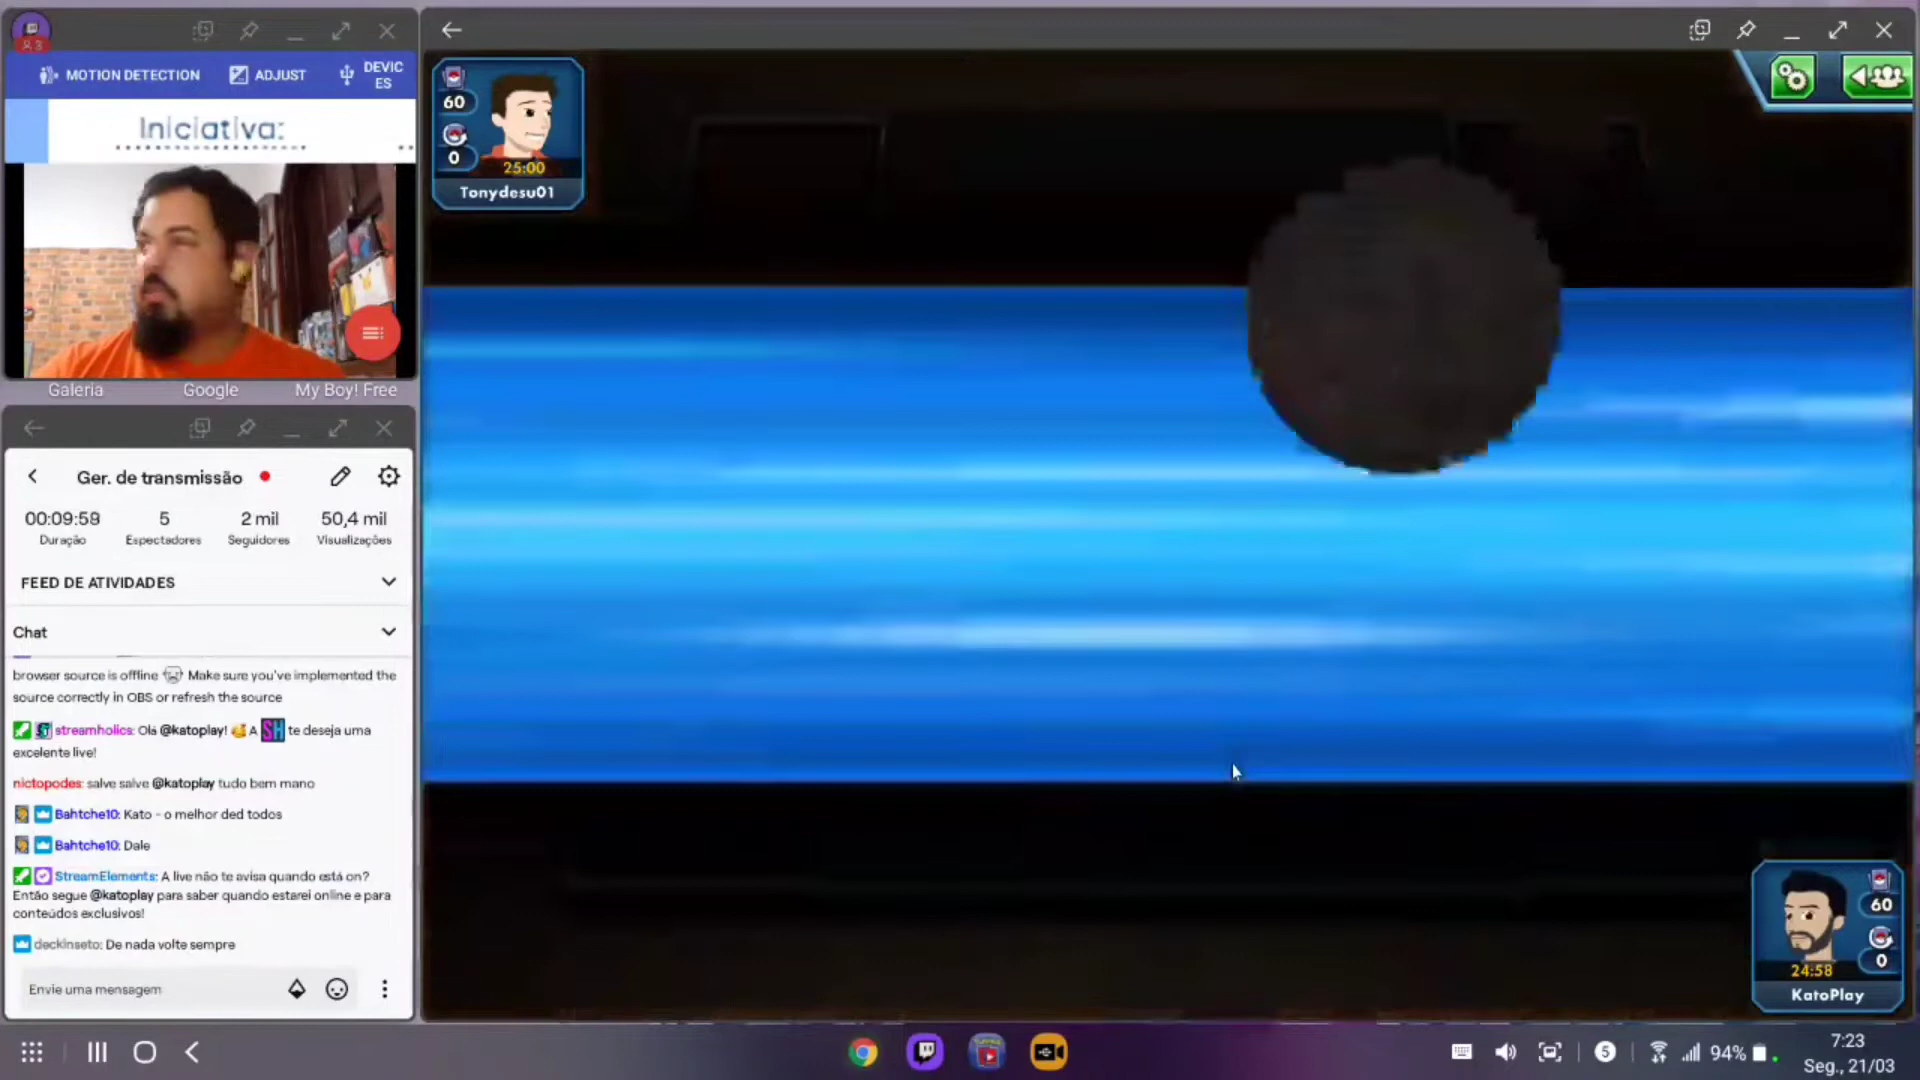 3
MOTION DETECTION
ADJUST
DEVIC
ES
Iniciativa:
Galeria
Google
My Boy! Free
Ger. de transmissão
00:09:59
5
2 mil
50,4 mil
Duração
Espectadores
Seguidores
Visualizações
FEED DE ATIVIDADES
Chat
browser source is offline Make sure you've implemented the
source correctly in OBS or refresh the source
streamholics: Olá @katoplay! A SH te deseja uma
excelente live!
nictopodes: salve salve @katoplay tudo bem mano
Bahtche10: Kato - o melhor ded todos
Bahtche10: Dale
StreamElements: A live não te avisa quando está on?
Então segue @katoplay para saber quando estarei online e para
conteúdos exclusivos!
deckinseto: De nada volte sempre
Envie uma mensagem
60
0
25:00
Tonydesu01
60
0
24:58
KatoPlay
5
94%
7:23
Seg., 21/03